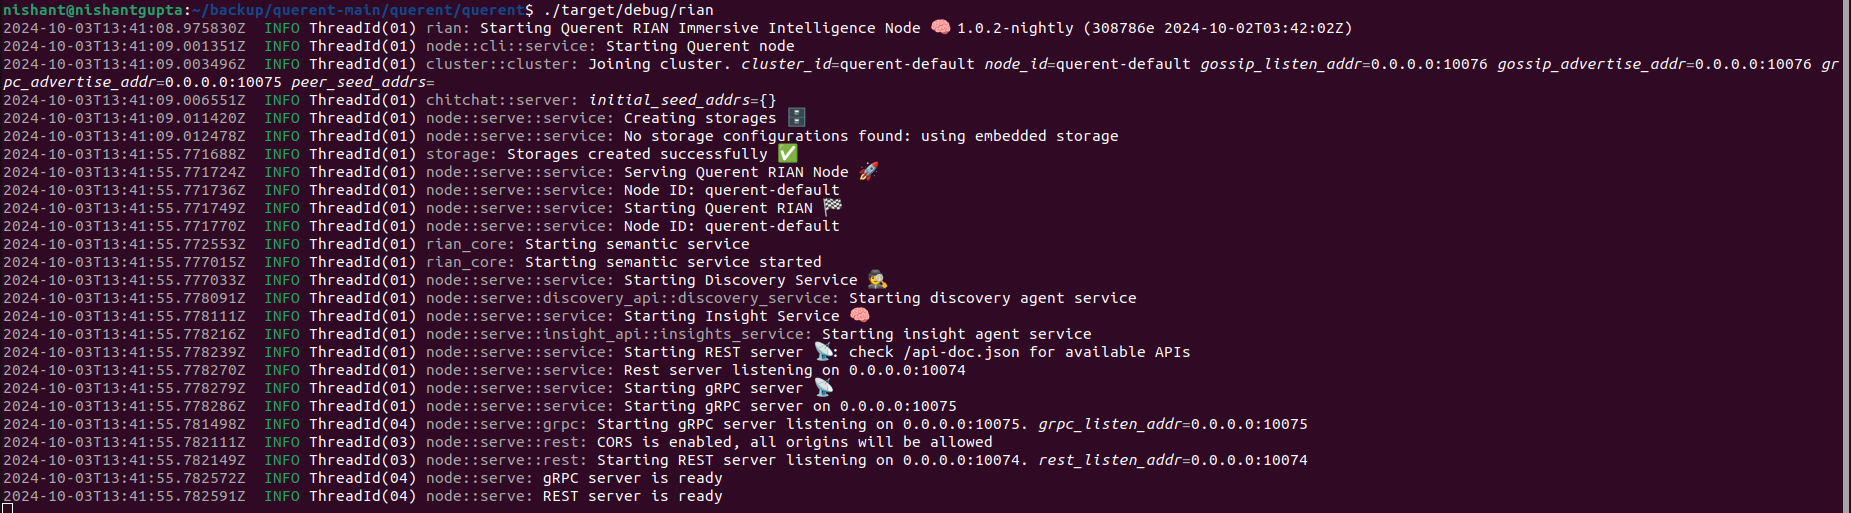 nishant@nishantgupta:~/backup/querent-main/querent/querent$ ./target/debug/rian
2024-10-03T13:41:08.975830Z  INFO ThreadId(01) rian: Starting Querent RIAN Immersive Intelligence Node 🧠 1.0.2-nightly (308786e 2024-10-02T03:42:02Z)
2024-10-03T13:41:09.001351Z  INFO ThreadId(01) node::cli::service: Starting Querent node
2024-10-03T13:41:09.003496Z  INFO ThreadId(01) cluster::cluster: Joining cluster. cluster_id=querent-default node_id=querent-default gossip_listen_addr=0.0.0.0:10076 gossip_advertise_addr=0.0.0.0:10076 gr
pc_advertise_addr=0.0.0.0:10075 peer_seed_addrs=
2024-10-03T13:41:09.006551Z  INFO ThreadId(01) chitchat::server: initial_seed_addrs={}
2024-10-03T13:41:09.011420Z  INFO ThreadId(01) node::serve::service: Creating storages 🗄️
2024-10-03T13:41:09.012478Z  INFO ThreadId(01) node::serve::service: No storage configurations found: using embedded storage
2024-10-03T13:41:55.771688Z  INFO ThreadId(01) storage: Storages created successfully ✅
2024-10-03T13:41:55.771724Z  INFO ThreadId(01) node::serve::service: Serving Querent RIAN Node 🚀
2024-10-03T13:41:55.771736Z  INFO ThreadId(01) node::serve::service: Node ID: querent-default
2024-10-03T13:41:55.771749Z  INFO ThreadId(01) node::serve::service: Starting Querent RIAN 🏁
2024-10-03T13:41:55.771770Z  INFO ThreadId(01) node::serve::service: Node ID: querent-default
2024-10-03T13:41:55.772553Z  INFO ThreadId(01) rian_core: Starting semantic service
2024-10-03T13:41:55.777015Z  INFO ThreadId(01) rian_core: Starting semantic service started
2024-10-03T13:41:55.777033Z  INFO ThreadId(01) node::serve::service: Starting Discovery Service 🕵️
2024-10-03T13:41:55.778091Z  INFO ThreadId(01) node::serve::discovery_api::discovery_service: Starting discovery agent service
2024-10-03T13:41:55.778111Z  INFO ThreadId(01) node::serve::service: Starting Insight Service 🧠
2024-10-03T13:41:55.778216Z  INFO ThreadId(01) node::serve::insight_api::insights_service: Starting insight agent service
2024-10-03T13:41:55.778239Z  INFO ThreadId(01) node::serve::service: Starting REST server 📡: check /api-doc.json for available APIs
2024-10-03T13:41:55.778270Z  INFO ThreadId(01) node::serve::service: Rest server listening on 0.0.0.0:10074
2024-10-03T13:41:55.778279Z  INFO ThreadId(01) node::serve::service: Starting gRPC server 📡
2024-10-03T13:41:55.778286Z  INFO ThreadId(01) node::serve::service: Starting gRPC server on 0.0.0.0:10075
2024-10-03T13:41:55.781498Z  INFO ThreadId(04) node::serve::grpc: Starting gRPC server listening on 0.0.0.0:10075. grpc_listen_addr=0.0.0.0:10075
2024-10-03T13:41:55.782111Z  INFO ThreadId(03) node::serve::rest: CORS is enabled, all origins will be allowed
2024-10-03T13:41:55.782149Z  INFO ThreadId(03) node::serve::rest: Starting REST server listening on 0.0.0.0:10074. rest_listen_addr=0.0.0.0:10074
2024-10-03T13:41:55.782572Z  INFO ThreadId(04) node::serve: gRPC server is ready
2024-10-03T13:41:55.782591Z  INFO ThreadId(04) node::serve: REST server is ready